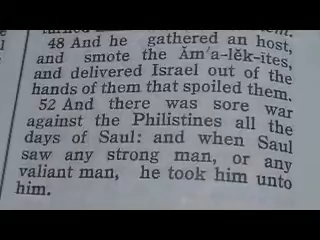 48 And he gathered an host,
and smote the Ăm´a-lĕk-ītes,
and delivered Israel out of the
hands of them that spoiled them.
52 And there was sore war
against the Philistines all the
days of Saul: and when Saul
saw any strong man, or any
valiant man, he took him unto
him.